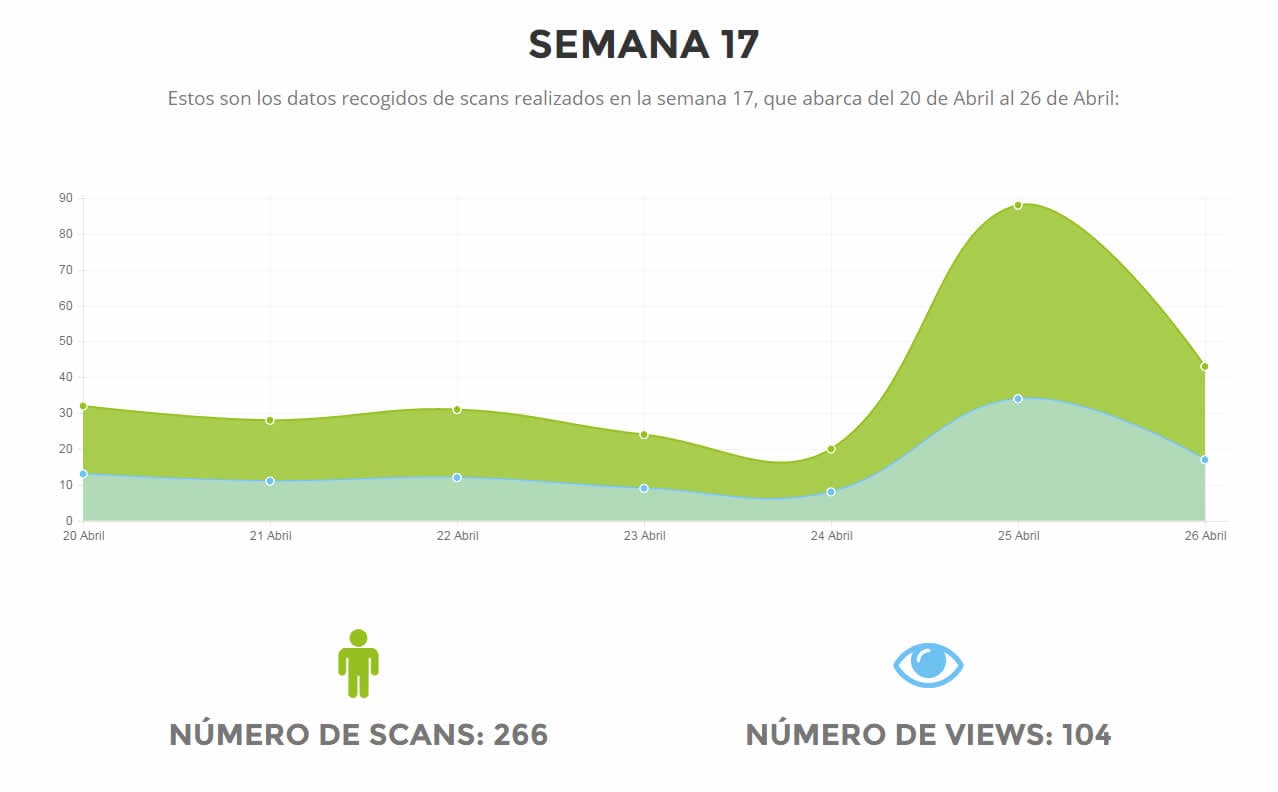 SEMANA 17
Estos son los datos recogidos de scans realizados en la semana 17, que abarca del 20 de Abril al 26 de Abril:
90
80
70
60
50
40
30
20
10
0
20 Abril 21 Abril 22 Abril 23 Abril 24 Abril 25 Abril 26 Abril
NÚMERO DE SCANS: 266 NÚMERO DE VIEWS: 104